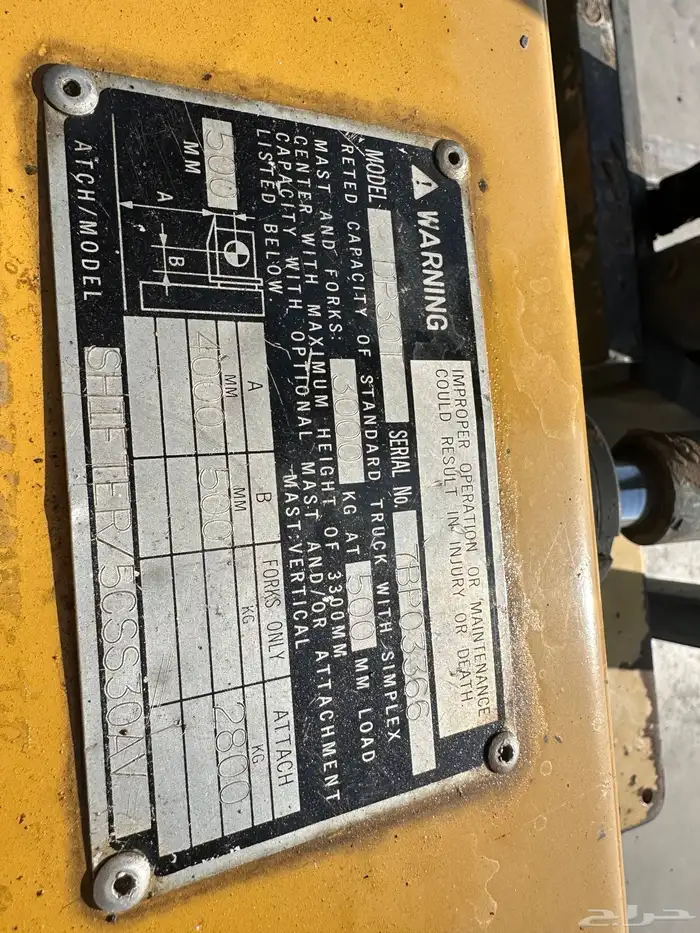 WARNING
IMPROPER OPERATION OR MAINTENANCE
COULD RESULT IN INJURY OR DEATH.
MODEL DP30T SERIAL No. 7BP03366
RETED CAPACITY OF STANDARD TRUCK WITH SIMPLEX
MAST AND FORKS: 3000 KG AT 500 MM LOAD
CENTER WITH MAXIMUM HEIGHT OF 3300MM
CAPACITY WITH OPTIONAL MAST AND/OR ATTACHMENT
LISTED BELOW. MAST:VERTICAL
500
MM
A
B
A B FORKS ONLY ATTACH
MM MM KG KG
4000 500 2800
ATCH/MODEL SHIFTER/5CSS30AV
حراج